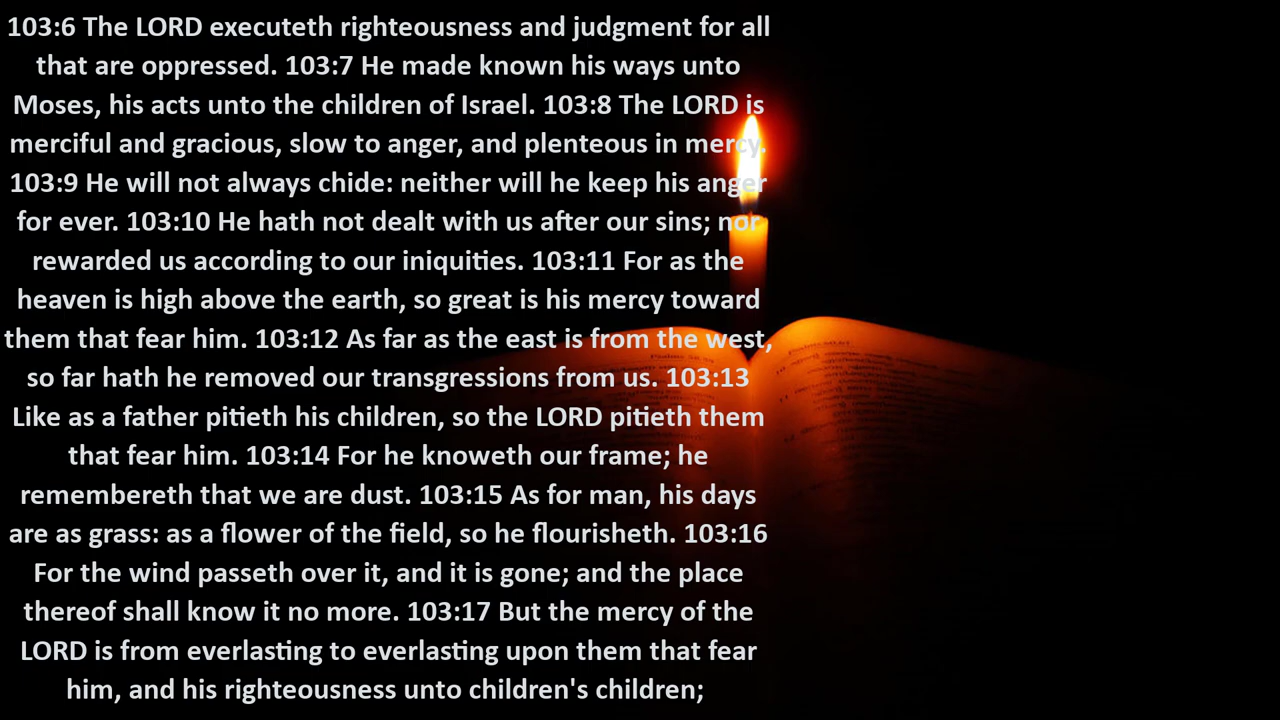 103:6 The LORD executeth righteousness and judgment for all
that are oppressed. 103:7 He made known his ways unto
Moses, his acts unto the children of Israel. 103:8 The LORD is
merciful and gracious, slow to anger, and plenteous in mercy.
103:9 He will not always chide: neither will he keep his anger
for ever. 103:10 He hath not dealt with us after our sins; nor
rewarded us according to our iniquities. 103:11 For as the
heaven is high above the earth, so great is his mercy toward
them that fear him. 103:12 As far as the east is from the west,
so far hath he removed our transgressions from us. 103:13
Like as a father pitieth his children, so the LORD pitieth them
that fear him. 103:14 For he knoweth our frame; he
remembereth that we are dust. 103:15 As for man, his days
are as grass: as a flower of the field, so he flourisheth. 103:16
For the wind passeth over it, and it is gone; and the place
thereof shall know it no more. 103:17 But the mercy of the
LORD is from everlasting to everlasting upon them that fear
him, and his righteousness unto children's children;